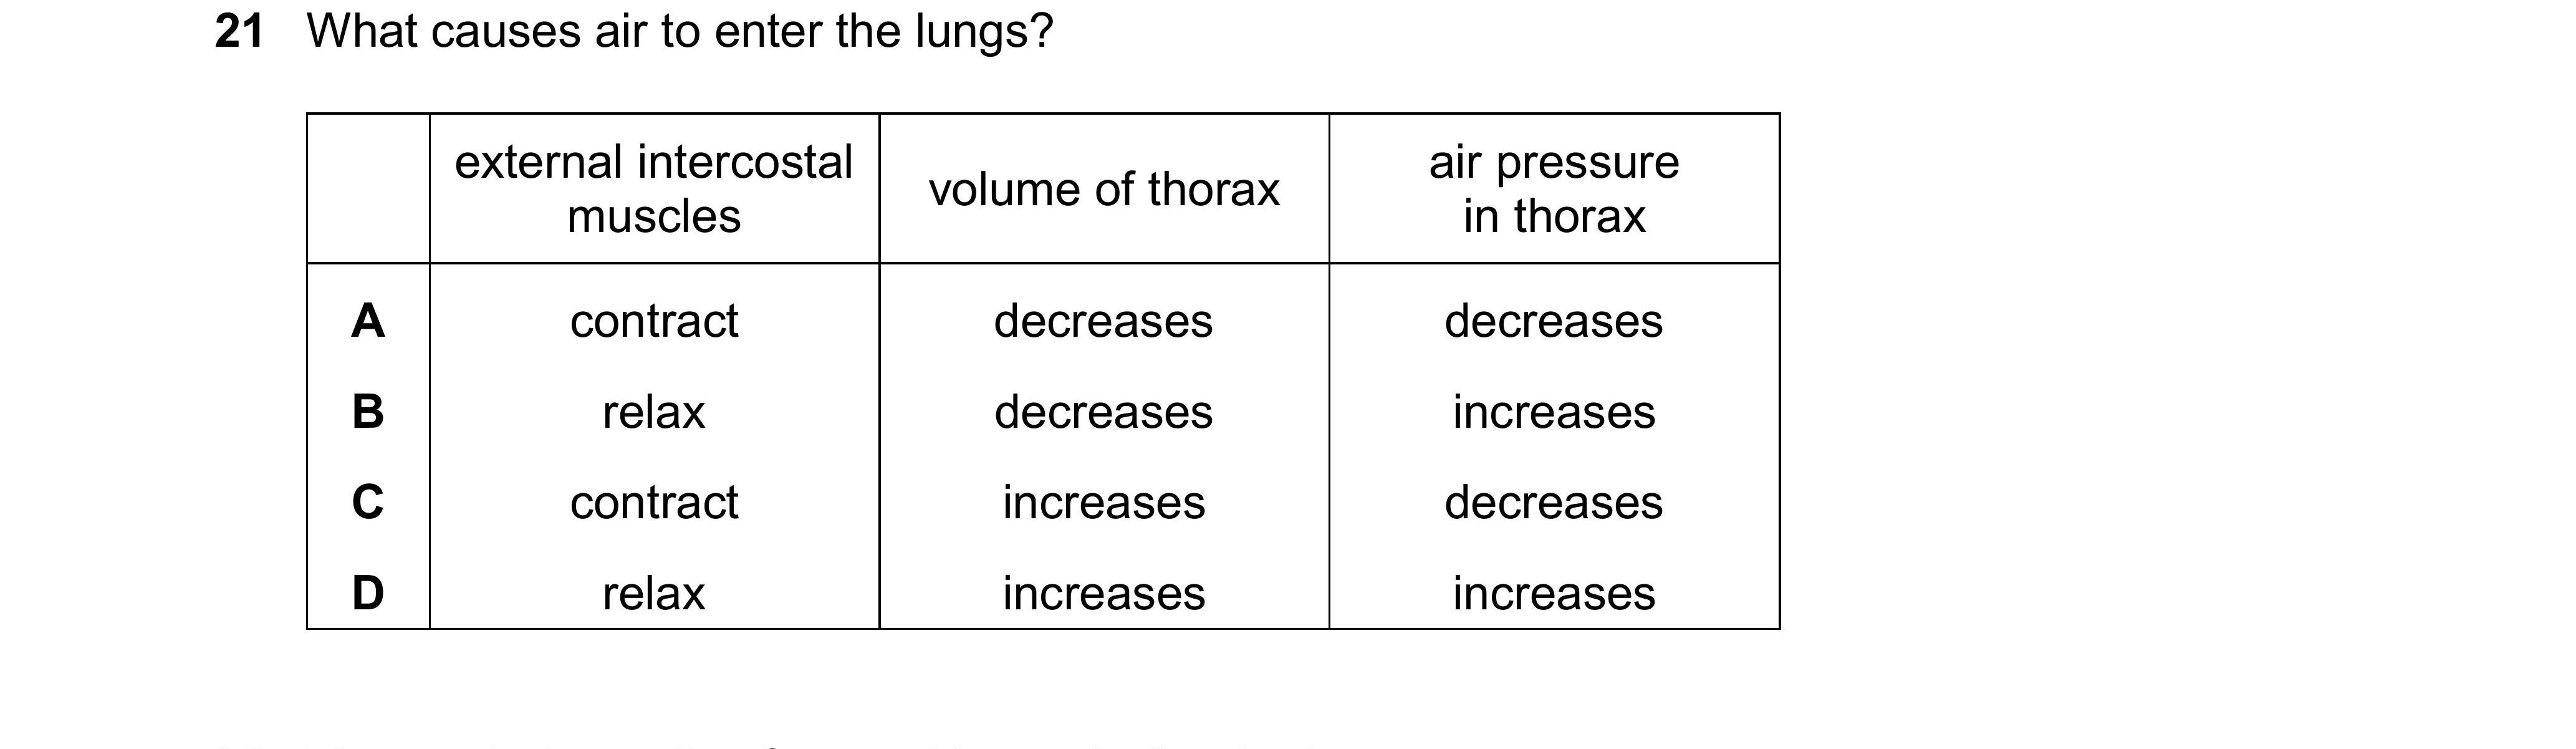 21 What causes air to enter the lungs?
external intercostal muscles volume of thorax air pressure in thorax
A contract decreases decreases
B relax decreases increases
C contract increases decreases
D relax increases increases